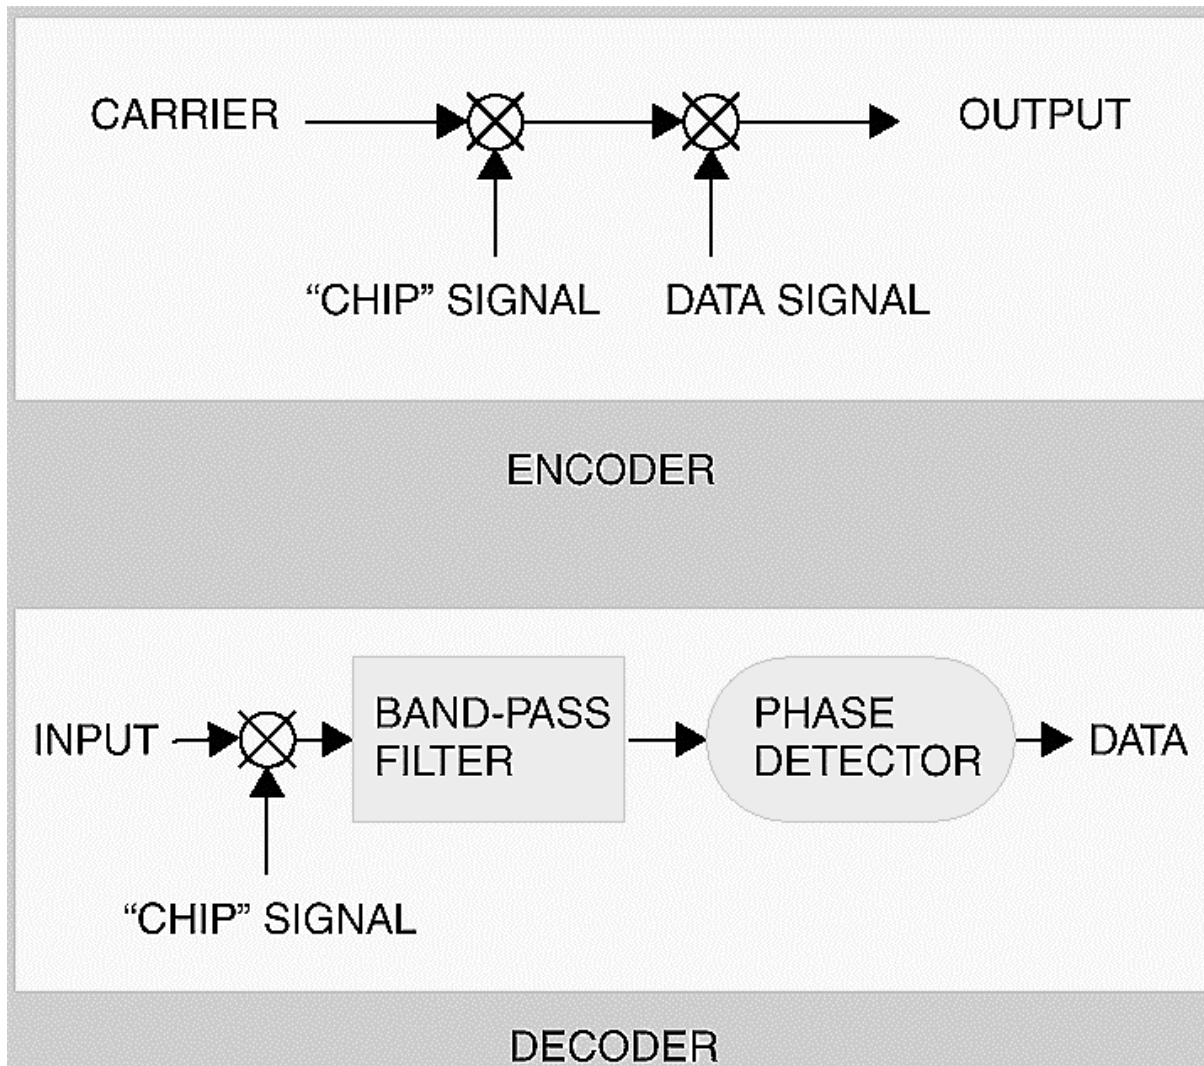 CARRIER
OUTPUT
“CHIP” SIGNAL
DATA SIGNAL
ENCODER
INPUT
BAND-PASS
FILTER
PHASE
DETECTOR
DATA
“CHIP” SIGNAL
DECODER